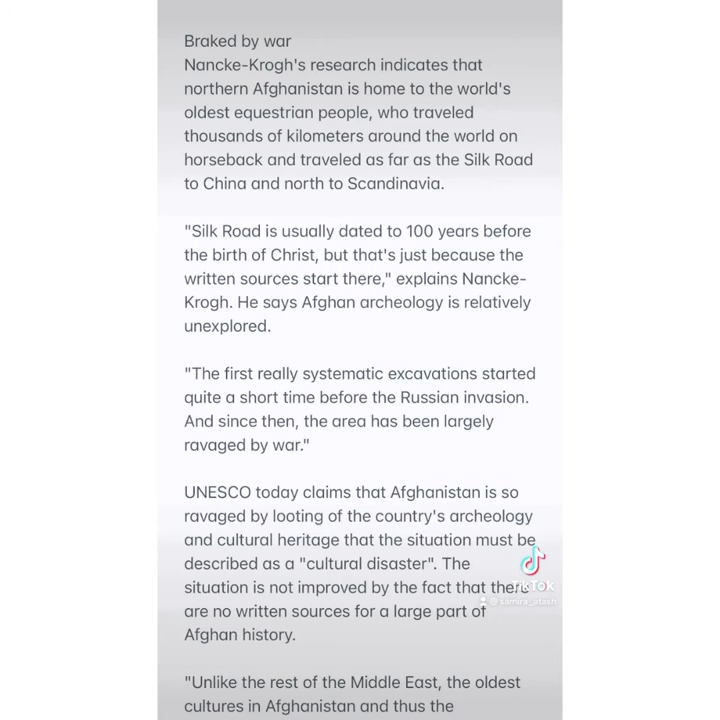 Braked by war
Nancke-Krogh's research indicates that
northern Afghanistan is home to the world's
oldest equestrian people, who traveled
thousands of kilometers around the world on
horseback and traveled as far as the Silk Road
to China and north to Scandinavia.
"Silk Road is usually dated to 100 years before
the birth of Christ, but that's just because the
written sources start there," explains Nancke-
Krogh. He says Afghan archeology is relatively
unexplored.
"The first really systematic excavations started
quite a short time before the Russian invasion.
And since then, the area has been largely
ravaged by war."
UNESCO today claims that Afghanistan is so
ravaged by looting of the country's archeology
and cultural heritage that the situation must be
described as a "cultural disaster". The
situation is not improved by the fact that there
are no written sources for a large part of
Afghan history.
"Unlike the rest of the Middle East, the oldest
cultures in Afghanistan and thus the
TikTok
@samira_atash